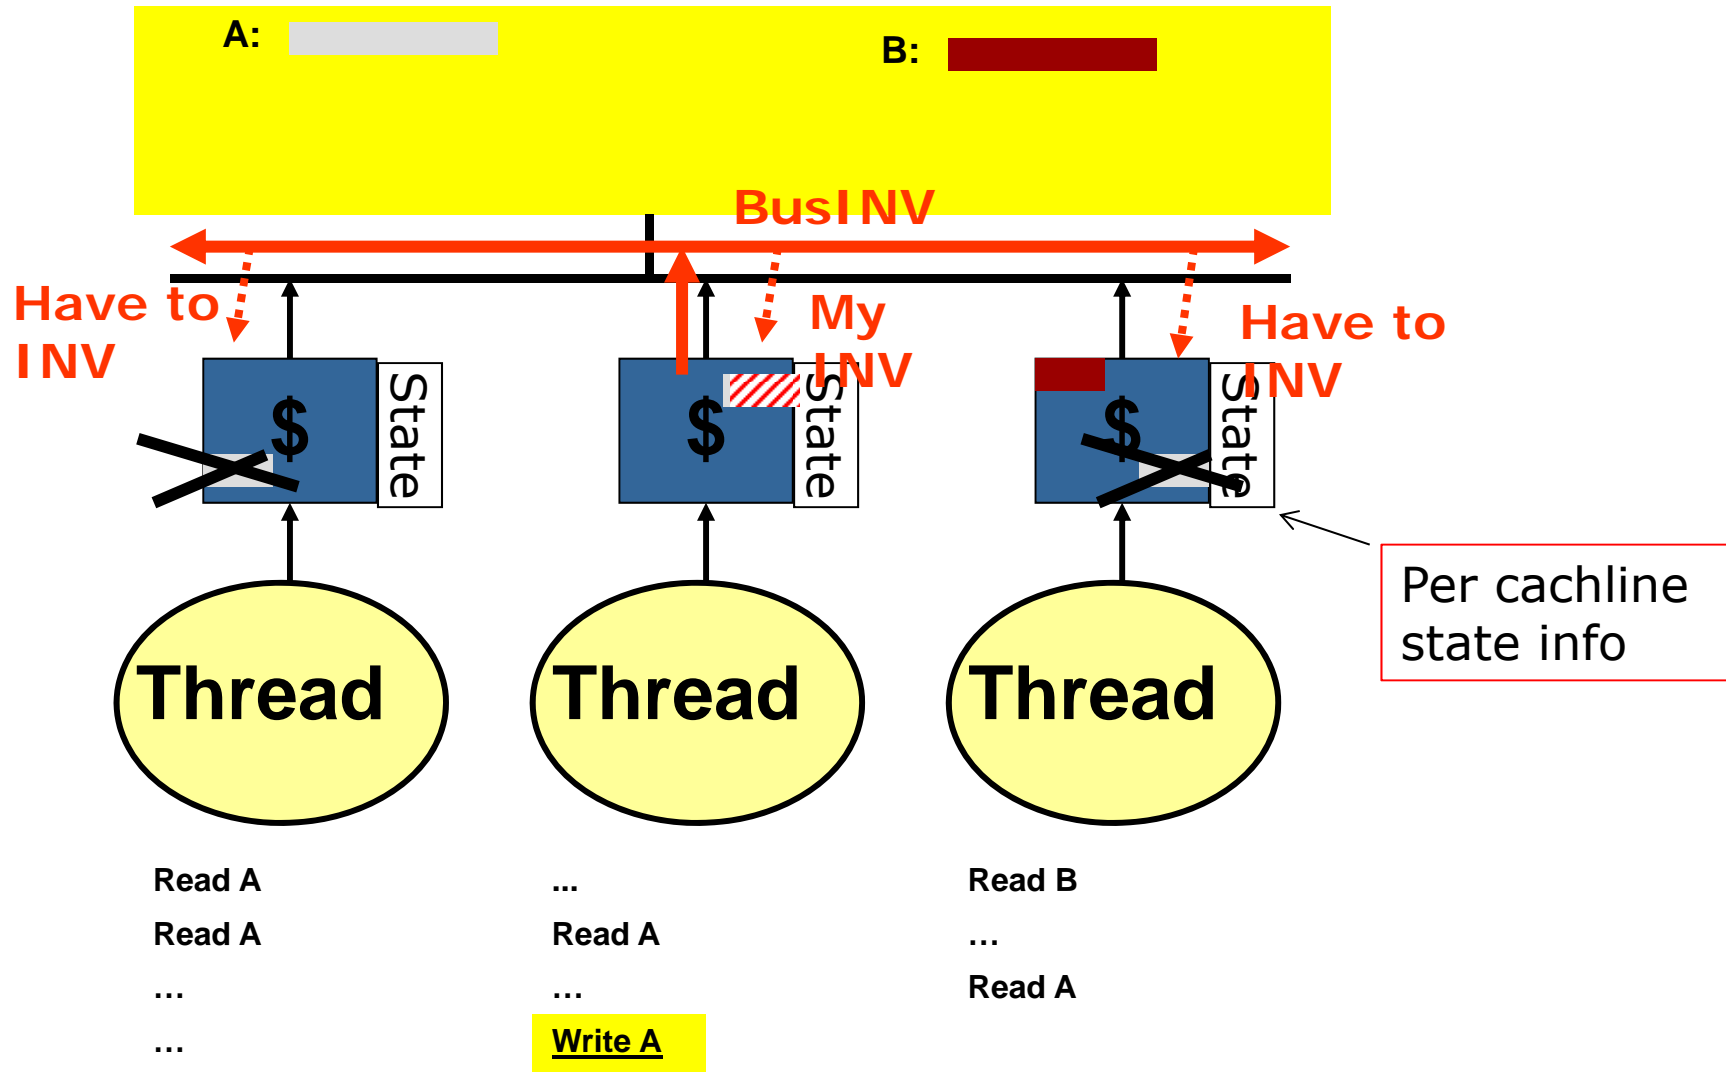 A:
B:
BusINV
Have to
INV
My
INV
Have to
INV
$
State
$
State
$
State
Per cachline
state info
Thread
Thread
Thread
Read A
...
Read B
Read A
Read A
…
…
…
Read A
…
Write A